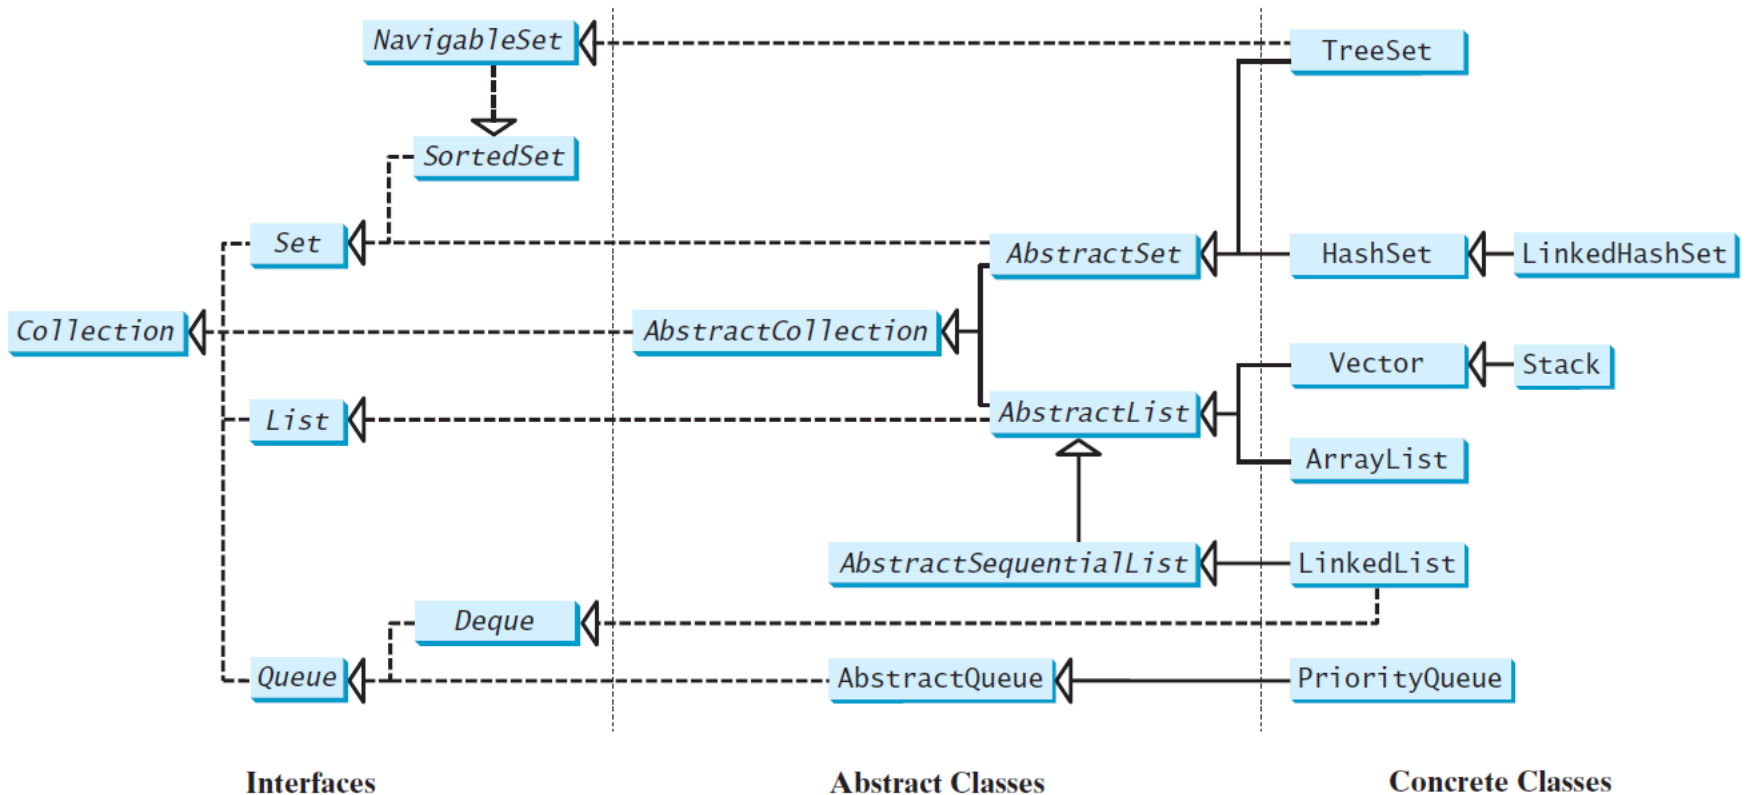 NavigableSet
TreeSet
SortedSet
Set
AbstractSet
HashSet
LinkedHashSet
Collection
AbstractCollection
Vector
Stack
List
AbstractList
ArrayList
AbstractSequentialList
LinkedList
Deque
Queue
AbstractQueue
PriorityQueue
Interfaces
Abstract Classes
Concrete Classes